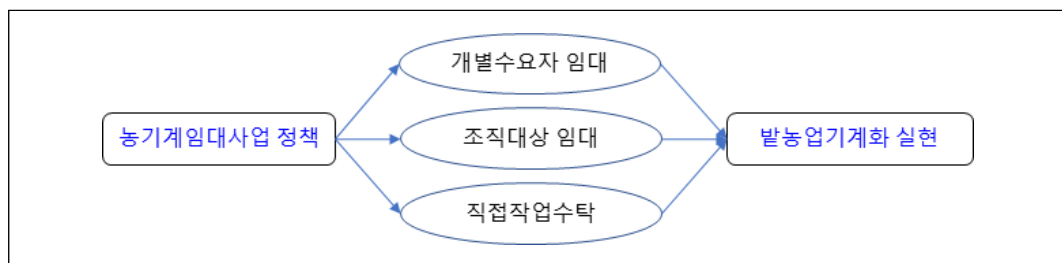 개별수요자 임대
농기계임대사업 정책
조직대상 임대
밭농업기계화 실현
직접작업수탁